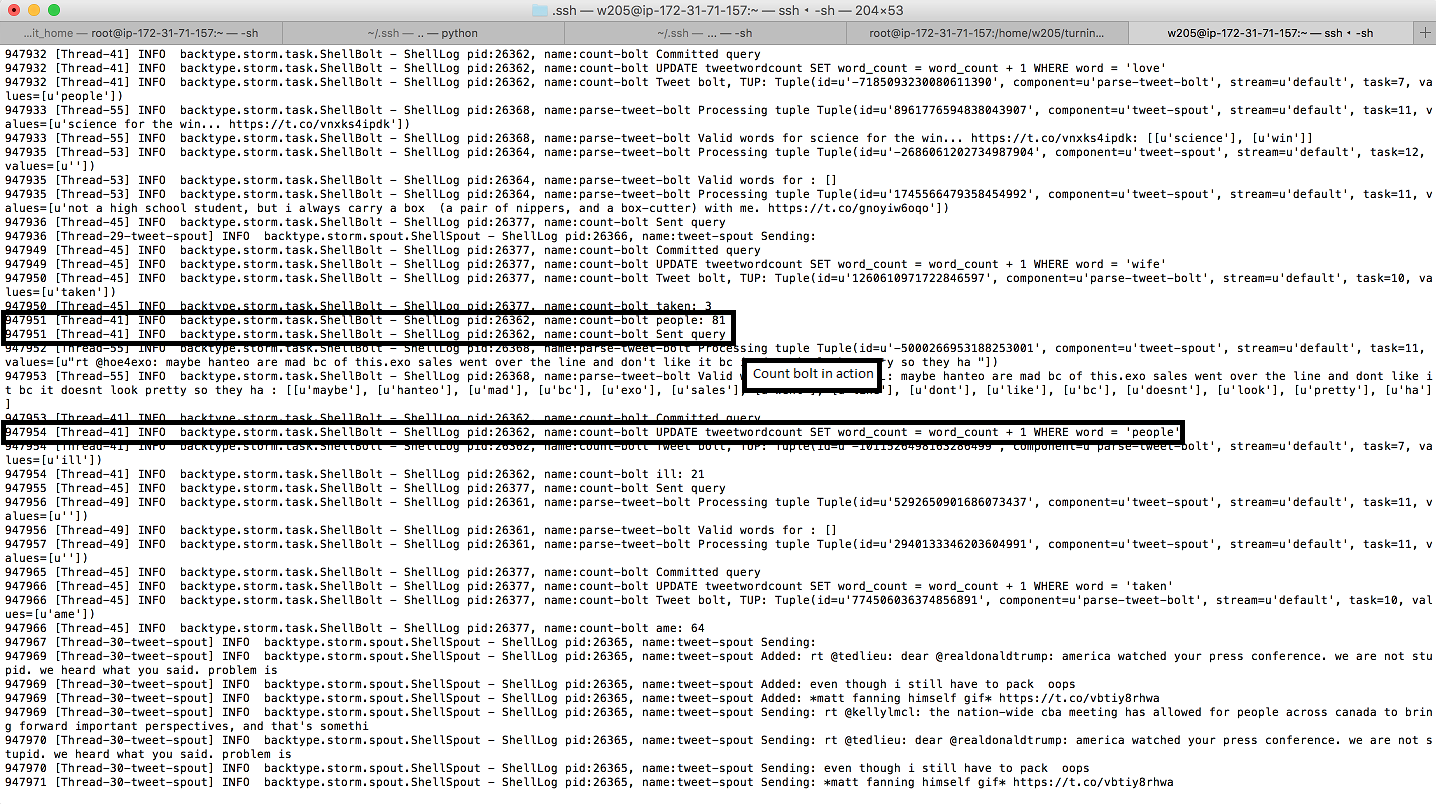 .ssh — w205@ip-172-31-71-157:~ — ssh ◂ -sh — 204×53
...it_home — root@ip-172-31-71-157:~ — -sh
~/.ssh — .. — python
~/.ssh — ... — -sh
root@ip-172-31-71-157:/home/w205/turnin...
w205@ip-172-31-71-157:~ — ssh ◂ -sh
947932 [Thread-41] INFO  backtype.storm.task.ShellBolt - ShellLog pid:26362, name:count-bolt Committed query
947932 [Thread-41] INFO  backtype.storm.task.ShellBolt - ShellLog pid:26362, name:count-bolt UPDATE tweetwordcount SET word_count = word_count + 1 WHERE word = 'love'
947932 [Thread-41] INFO  backtype.storm.task.ShellBolt - ShellLog pid:26362, name:count-bolt Tweet bolt, TUP: Tuple(id=u'-7185093230080611390', component=u'parse-tweet-bolt', stream=u'default', task=7, va
lues=[u'people'])
947933 [Thread-55] INFO  backtype.storm.task.ShellBolt - ShellLog pid:26368, name:parse-tweet-bolt Processing tuple Tuple(id=u'8961776594838043907', component=u'tweet-spout', stream=u'default', task=11, v
alues=[u'science for the win... https://t.co/vnxks4ipdk'])
947933 [Thread-55] INFO  backtype.storm.task.ShellBolt - ShellLog pid:26368, name:parse-tweet-bolt Valid words for science for the win... https://t.co/vnxks4ipdk: [[u'science'], [u'win']]
947935 [Thread-53] INFO  backtype.storm.task.ShellBolt - ShellLog pid:26364, name:parse-tweet-bolt Processing tuple Tuple(id=u'-2686061202734987904', component=u'tweet-spout', stream=u'default', task=12,
values=[u''])
947935 [Thread-53] INFO  backtype.storm.task.ShellBolt - ShellLog pid:26364, name:parse-tweet-bolt Valid words for : []
947935 [Thread-53] INFO  backtype.storm.task.ShellBolt - ShellLog pid:26364, name:parse-tweet-bolt Processing tuple Tuple(id=u'1745566479358454992', component=u'tweet-spout', stream=u'default', task=11, v
alues=[u'not a high school student, but i always carry a box  (a pair of nippers, and a box-cutter) with me. https://t.co/gnoyiw6oqo'])
947936 [Thread-45] INFO  backtype.storm.task.ShellBolt - ShellLog pid:26377, name:count-bolt Sent query
947936 [Thread-29-tweet-spout] INFO  backtype.storm.spout.ShellSpout - ShellLog pid:26366, name:tweet-spout Sending:
947949 [Thread-45] INFO  backtype.storm.task.ShellBolt - ShellLog pid:26377, name:count-bolt Committed query
947949 [Thread-45] INFO  backtype.storm.task.ShellBolt - ShellLog pid:26377, name:count-bolt UPDATE tweetwordcount SET word_count = word_count + 1 WHERE word = 'wife'
947950 [Thread-45] INFO  backtype.storm.task.ShellBolt - ShellLog pid:26377, name:count-bolt Tweet bolt, TUP: Tuple(id=u'1260610971722846597', component=u'parse-tweet-bolt', stream=u'default', task=10, va
lues=[u'taken'])
947950 [Thread-45] INFO  backtype.storm.task.ShellBolt - ShellLog pid:26377, name:count-bolt taken: 3
947951 [Thread-41] INFO  backtype.storm.task.ShellBolt - ShellLog pid:26362, name:count-bolt people: 81
947951 [Thread-41] INFO  backtype.storm.task.ShellBolt - ShellLog pid:26362, name:count-bolt Sent query
947952 [Thread-55] INFO  backtype.storm.task.ShellBolt - ShellLog pid:26368, name:parse-tweet-bolt Processing tuple Tuple(id=u'-5000266953188253001', component=u'tweet-spout', stream=u'default', task=11,
values=[u"rt @hoe4exo: maybe hanteo are mad bc of this.exo sales went over the line and don't like it bc so they ha "])
Count bolt in action
947953 [Thread-55] INFO  backtype.storm.task.ShellBolt - ShellLog pid:26368, name:parse-tweet-bolt Valid : maybe hanteo are mad bc of this.exo sales went over the line and dont like i
t bc it doesnt look pretty so they ha : [[u'maybe'], [u'hanteo'], [u'mad'], [u'bc'], [u'exo'], [u'sales'], [u'dont'], [u'like'], [u'bc'], [u'doesnt'], [u'look'], [u'pretty'], [u'ha']
]
947953 [Thread-41] INFO  backtype.storm.task.ShellBolt - ShellLog pid:26362, name:count-bolt Committed query
947954 [Thread-41] INFO  backtype.storm.task.ShellBolt - ShellLog pid:26362, name:count-bolt UPDATE tweetwordcount SET word_count = word_count + 1 WHERE word = 'people'
947954 [Thread-41] INFO  backtype.storm.task.ShellBolt - ShellLog pid:26362, name:count-bolt Tweet bolt, TUP: component=u'parse-tweet-bolt', stream=u'default', task=7, va
lues=[u'ill'])
947954 [Thread-41] INFO  backtype.storm.task.ShellBolt - ShellLog pid:26362, name:count-bolt ill: 21
947955 [Thread-45] INFO  backtype.storm.task.ShellBolt - ShellLog pid:26377, name:count-bolt Sent query
947956 [Thread-49] INFO  backtype.storm.task.ShellBolt - ShellLog pid:26361, name:parse-tweet-bolt Processing tuple Tuple(id=u'5292650901686073437', component=u'tweet-spout', stream=u'default', task=11, v
alues=[u''])
947956 [Thread-49] INFO  backtype.storm.task.ShellBolt - ShellLog pid:26361, name:parse-tweet-bolt Valid words for : []
947957 [Thread-49] INFO  backtype.storm.task.ShellBolt - ShellLog pid:26361, name:parse-tweet-bolt Processing tuple Tuple(id=u'2940133346203604991', component=u'tweet-spout', stream=u'default', task=11, v
alues=[u''])
947965 [Thread-45] INFO  backtype.storm.task.ShellBolt - ShellLog pid:26377, name:count-bolt Committed query
947966 [Thread-45] INFO  backtype.storm.task.ShellBolt - ShellLog pid:26377, name:count-bolt UPDATE tweetwordcount SET word_count = word_count + 1 WHERE word = 'taken'
947966 [Thread-45] INFO  backtype.storm.task.ShellBolt - ShellLog pid:26377, name:count-bolt Tweet bolt, TUP: Tuple(id=u'774506036374856891', component=u'parse-tweet-bolt', stream=u'default', task=10, val
ues=[u'ame'])
947966 [Thread-45] INFO  backtype.storm.task.ShellBolt - ShellLog pid:26377, name:count-bolt ame: 64
947967 [Thread-30-tweet-spout] INFO  backtype.storm.spout.ShellSpout - ShellLog pid:26365, name:tweet-spout Sending:
947969 [Thread-30-tweet-spout] INFO  backtype.storm.spout.ShellSpout - ShellLog pid:26365, name:tweet-spout Added: rt @tedlieu: dear @realdonaldtrump: america watched your press conference. we are not stu
pid. we heard what you said. problem is
947969 [Thread-30-tweet-spout] INFO  backtype.storm.spout.ShellSpout - ShellLog pid:26365, name:tweet-spout Added: even though i still have to pack  oops
947969 [Thread-30-tweet-spout] INFO  backtype.storm.spout.ShellSpout - ShellLog pid:26365, name:tweet-spout Added: *matt fanning himself gif* https://t.co/vbtiy8rhwa
947969 [Thread-30-tweet-spout] INFO  backtype.storm.spout.ShellSpout - ShellLog pid:26365, name:tweet-spout Sending: rt @kellylmcl: the nation-wide cba meeting has allowed for people across canada to brin
g forward important perspectives, and that's somethi
947970 [Thread-30-tweet-spout] INFO  backtype.storm.spout.ShellSpout - ShellLog pid:26365, name:tweet-spout Sending: rt @tedlieu: dear @realdonaldtrump: america watched your press conference. we are not s
tupid. we heard what you said. problem is
947970 [Thread-30-tweet-spout] INFO  backtype.storm.spout.ShellSpout - ShellLog pid:26365, name:tweet-spout Sending: even though i still have to pack  oops
947971 [Thread-30-tweet-spout] INFO  backtype.storm.spout.ShellSpout - ShellLog pid:26365, name:tweet-spout Sending: *matt fanning himself gif* https://t.co/vbtiy8rhwa